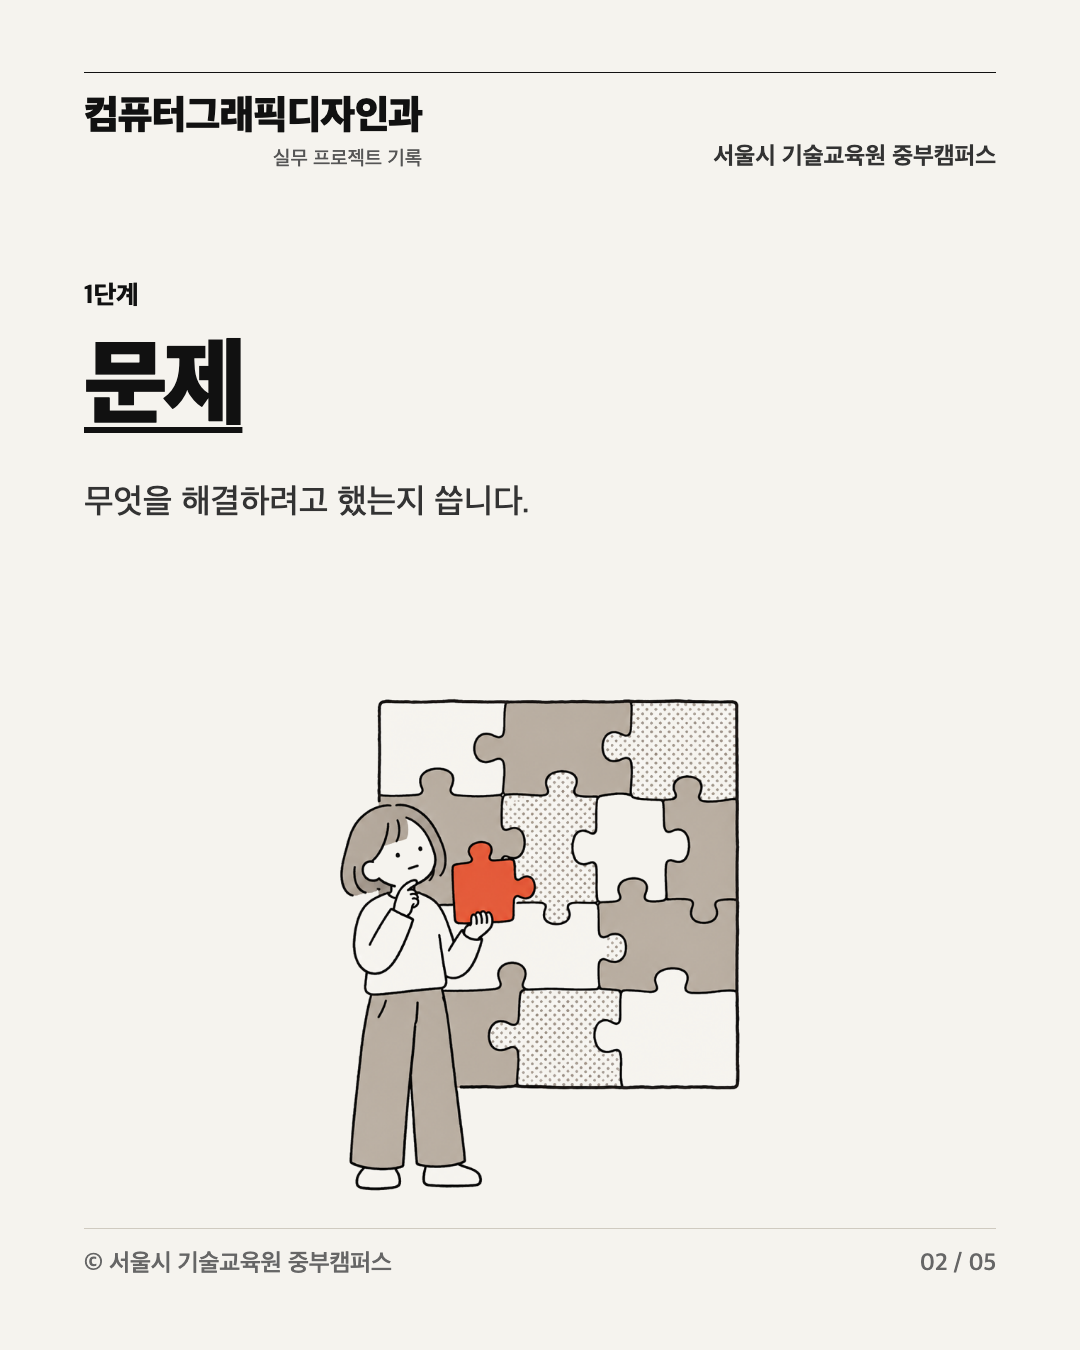 컴퓨터그래픽디자인과
실무 프로젝트 기록
서울시 기술교육원 중부캠퍼스
1단계
문제
무엇을 해결하려고 했는지 씁니다.
© 서울시 기술교육원 중부캠퍼스
02 / 05